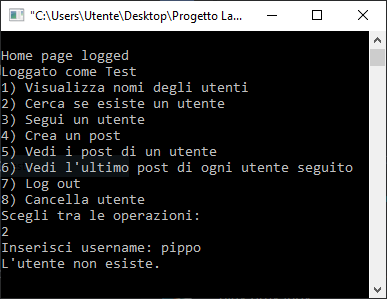 "C:\Users\Utente\Desktop\Progetto La...
Home page logged
Loggato come Test
1) Visualizza nomi degli utenti
2) Cerca se esiste un utente
3) Segui un utente
4) Crea un post
5) Vedi i post di un utente
6) Vedi l'ultimo post di ogni utente seguito
7) Log out
8) Cancella utente
Scegli tra le operazioni:
2
Inserisci username: pippo
L'utente non esiste.